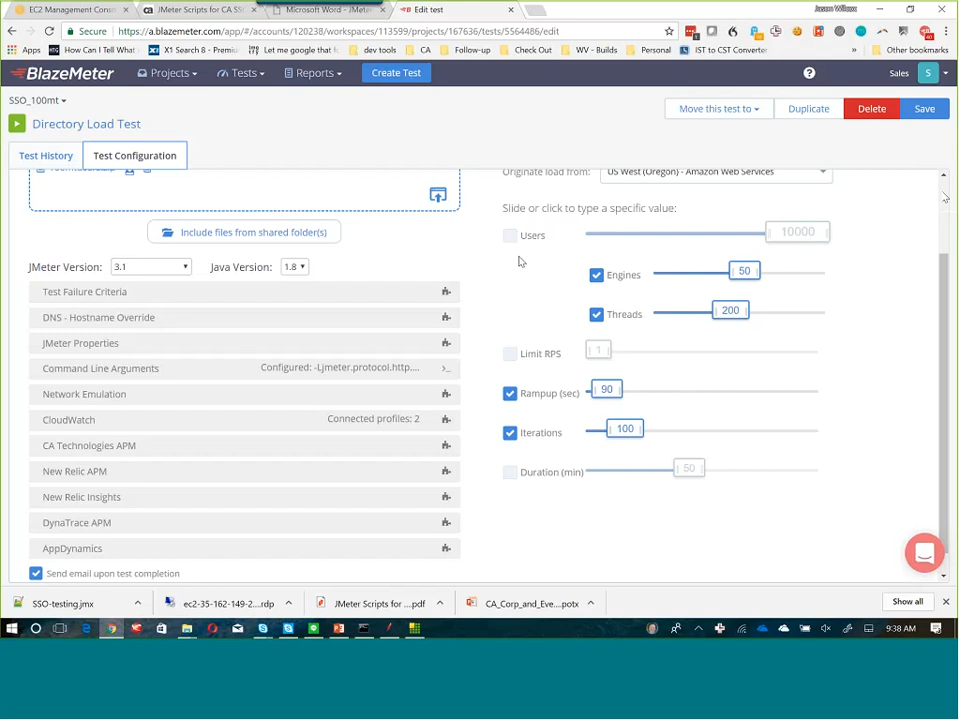 EC2 Management Cons
JMeter Scripts for CA SS
Microsoft Word - JMete
Edit test
Jason Wilcox
Secure
https://a.blazemeter.com/app/#/accounts/120238/workspaces/113599/projects/167636/tests/5564486/edit
Apps
How Can I Tell What
X1 Search 8 - Premie
Let me google that
dev tools
CA
Follow-up
Check Out
WV - Builds
Personal
IST to CST Converter
»
Other bookmarks
BlazeMeter
Projects
Tests
Reports
Create Test
?
Sales
S
SSO_100mt
Directory Load Test
Move this test to
Duplicate
Delete
Save
Test History
Test Configuration
Originate load from:
US West (Oregon) - Amazon Web Services
Slide or click to type a specific value:
Include files from shared folder(s)
Users
10000
JMeter Version:
3.1
Java Version:
1.8
Engines
50
Test Failure Criteria
DNS - Hostname Override
Threads
200
JMeter Properties
Limit RPS
1
Command Line Arguments
Configured: -Ljmeter.protocol.http....
Network Emulation
Rampup (sec)
90
CloudWatch
Connected profiles: 2
Iterations
100
CA Technologies APM
New Relic APM
Duration (min)
50
New Relic Insights
DynaTrace APM
AppDynamics
Send email upon test completion
SSO-testing.jmx
ec2-35-162-149-2....rdp
JMeter Scripts for ....pdf
CA_Corp_and_Eve....potx
Show all
9:38 AM